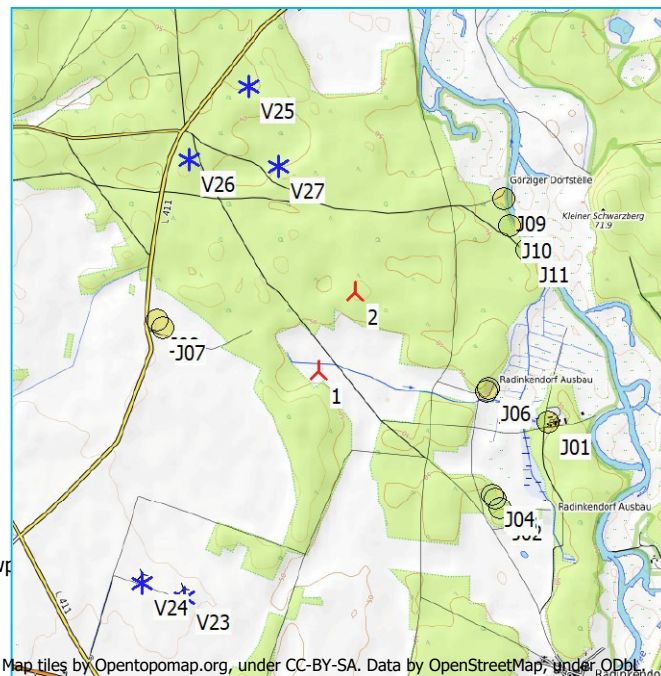 V25
V26
V27
L 411
Görziger Dorfstelle
Kleiner Schwarzberg
71.9
J09
J10
J11
2
J07
1
Radinkendorf Ausbau
J06
J01
J04
J02
Radinkendorf Ausbau
V24
V23
L 411
Map tiles by Opentopomap.org, under CC-BY-SA. Data by OpenStreetMap, under ODbL.